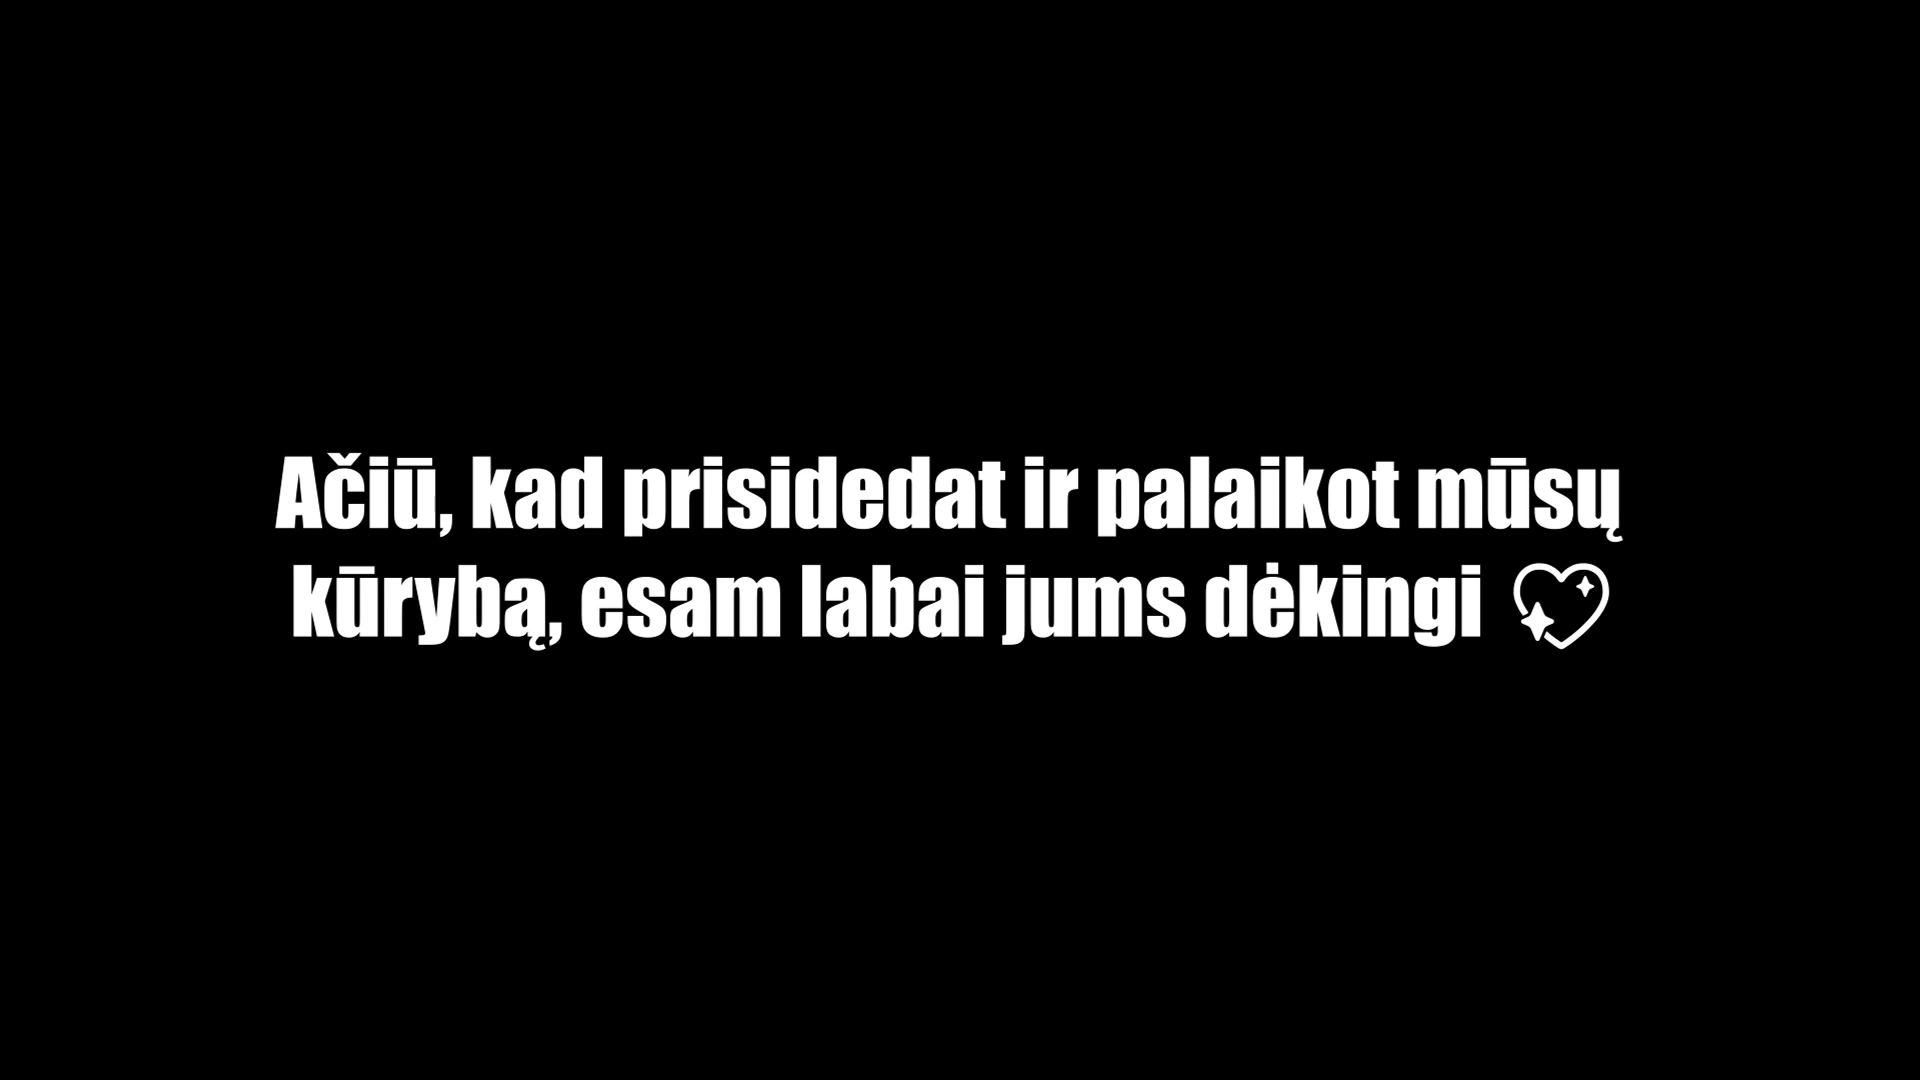 Ačiū, kad prisidedat ir palaikot mūsų
kūrybą, esam labai jums dėkingi 💖